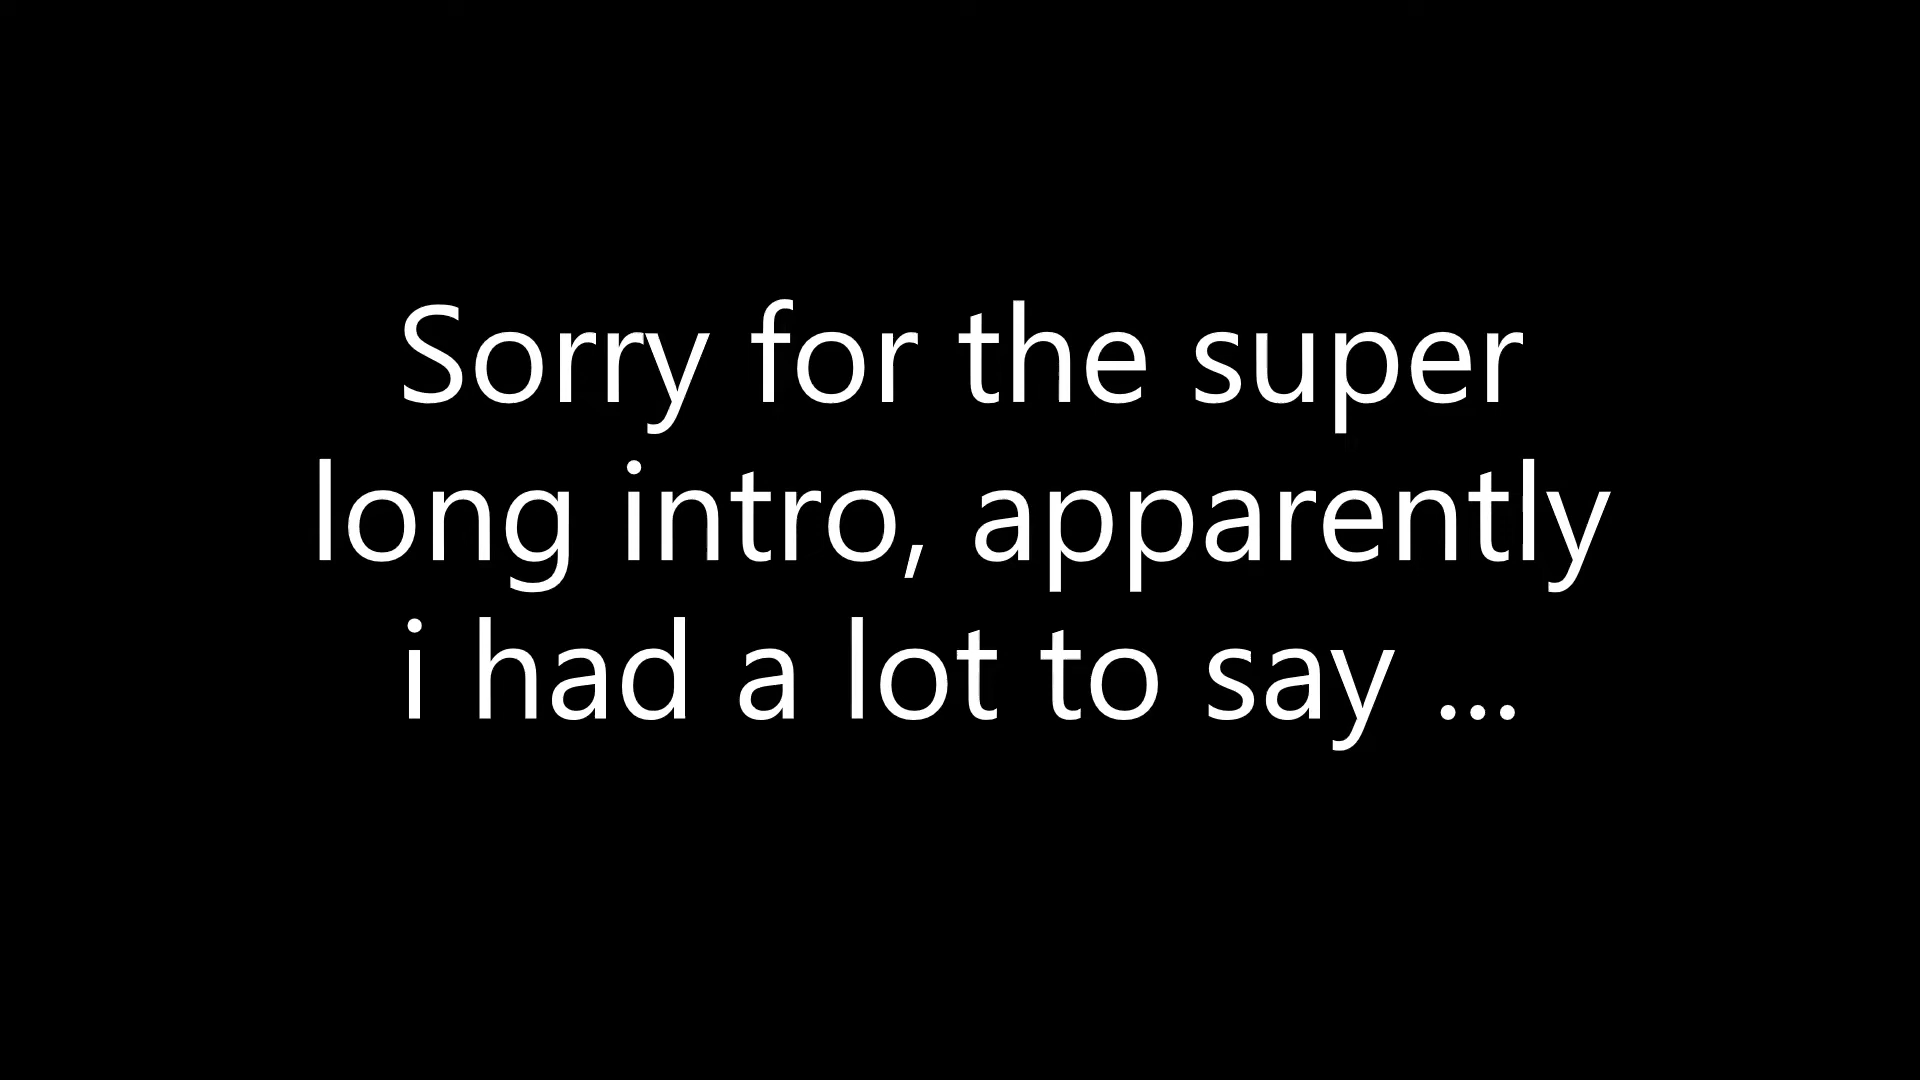 Sorry for the super
long intro, apparently
i had a lot to say ...